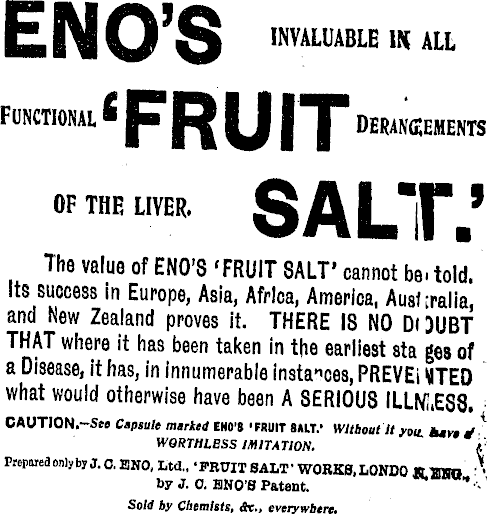 ENO'S INVALUABLE IN ALL
FUNCTIONAL 'FRUIT DERANGEMENTS
OF THE LIVER. SALT.'
The value of ENO'S 'FRUIT SALT' cannot be told.
Its success in Europe, Asia, Africa, America, Australia,
and New Zealand proves it. THERE IS NO DOUBT
THAT where it has been taken in the earliest stages of
a Disease, it has, in innumerable instances, PREVENTED
what would otherwise have been A SERIOUS ILLNESS.
CAUTION.—See Capsule marked ENO'S 'FRUIT SALT.' Without it you have a
WORTHLESS IMITATION.
Prepared only by J. C. ENO, Ltd., 'FRUIT SALT' WORKS, LONDON, ENG.,
by J. C. ENO'S Patent.
Sold by Chemists, &c., everywhere.